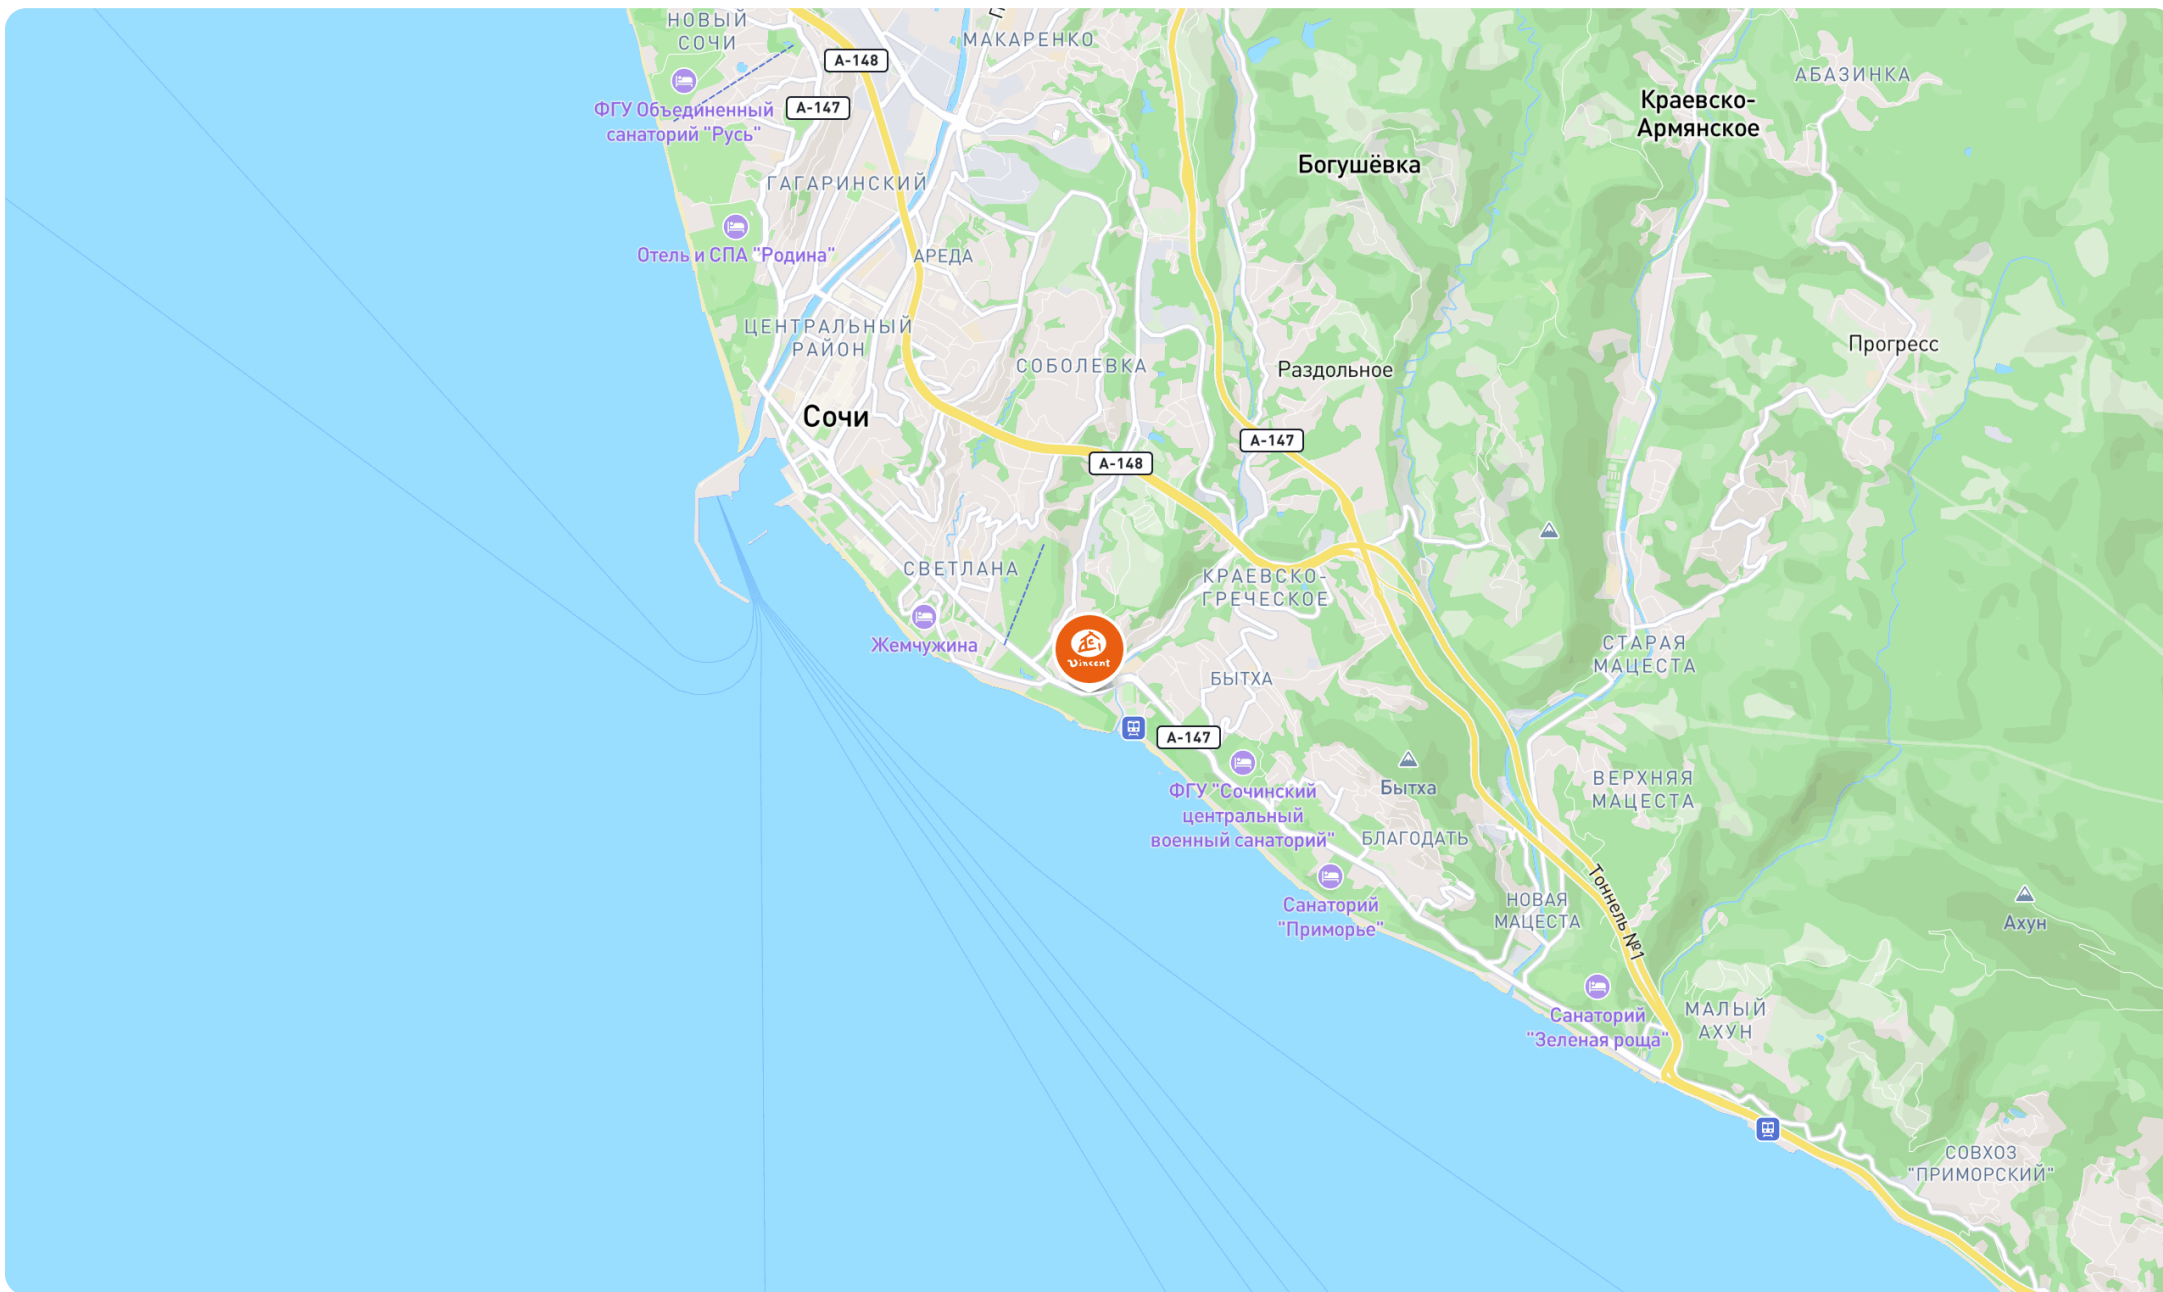 НОВЫЙ
СОЧИ
МАКАРЕНКО
А-148
АБАЗИНКА
А-147
ФГУ Объединенный
санаторий "Русь"
Краевско-
Армянское
Богушёвка
ГАГАРИНСКИЙ
Отель и СПА "Родина"
АРЕДА
ЦЕНТРАЛЬНЫЙ
РАЙОН
Прогресс
СОБОЛЕВКА
Раздольное
Сочи
А-147
А-148
СВЕТЛАНА
КРАЕВСКО-
ГРЕЧЕСКОЕ
Жемчужина
Vincent
СТАРАЯ
МАЦЕСТА
БЫТХА
А-147
ФГУ "Сочинский
центральный
военный санаторий"
Бытха
ВЕРХНЯЯ
МАЦЕСТА
БЛАГОДАТЬ
Тоннель №1
Санаторий
"Приморье"
НОВАЯ
МАЦЕСТА
Ахун
Санаторий
"Зеленая роща"
МАЛЫЙ
АХУН
СОВХОЗ
"ПРИМОРСКИЙ"